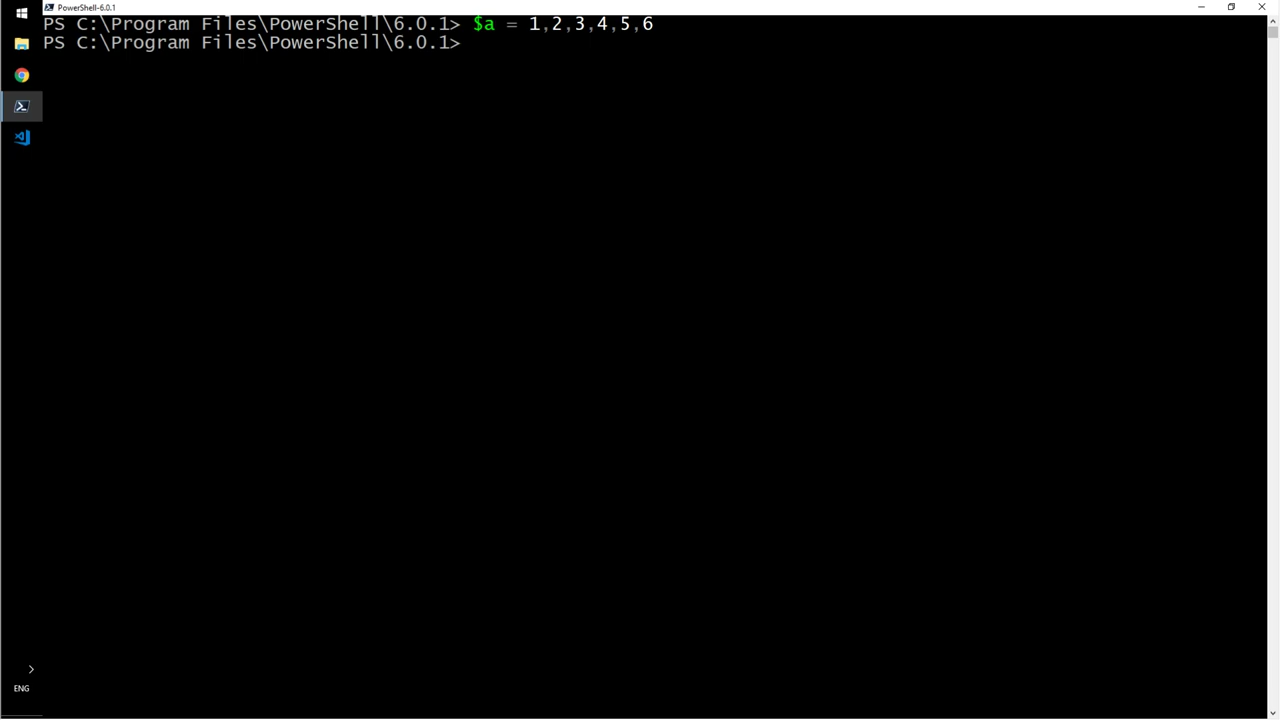 PowerShell-6.0.1
PS C:\Program Files\PowerShell\6.0.1> $a = 1,2,3,4,5,6
PS C:\Program Files\PowerShell\6.0.1>
ENG